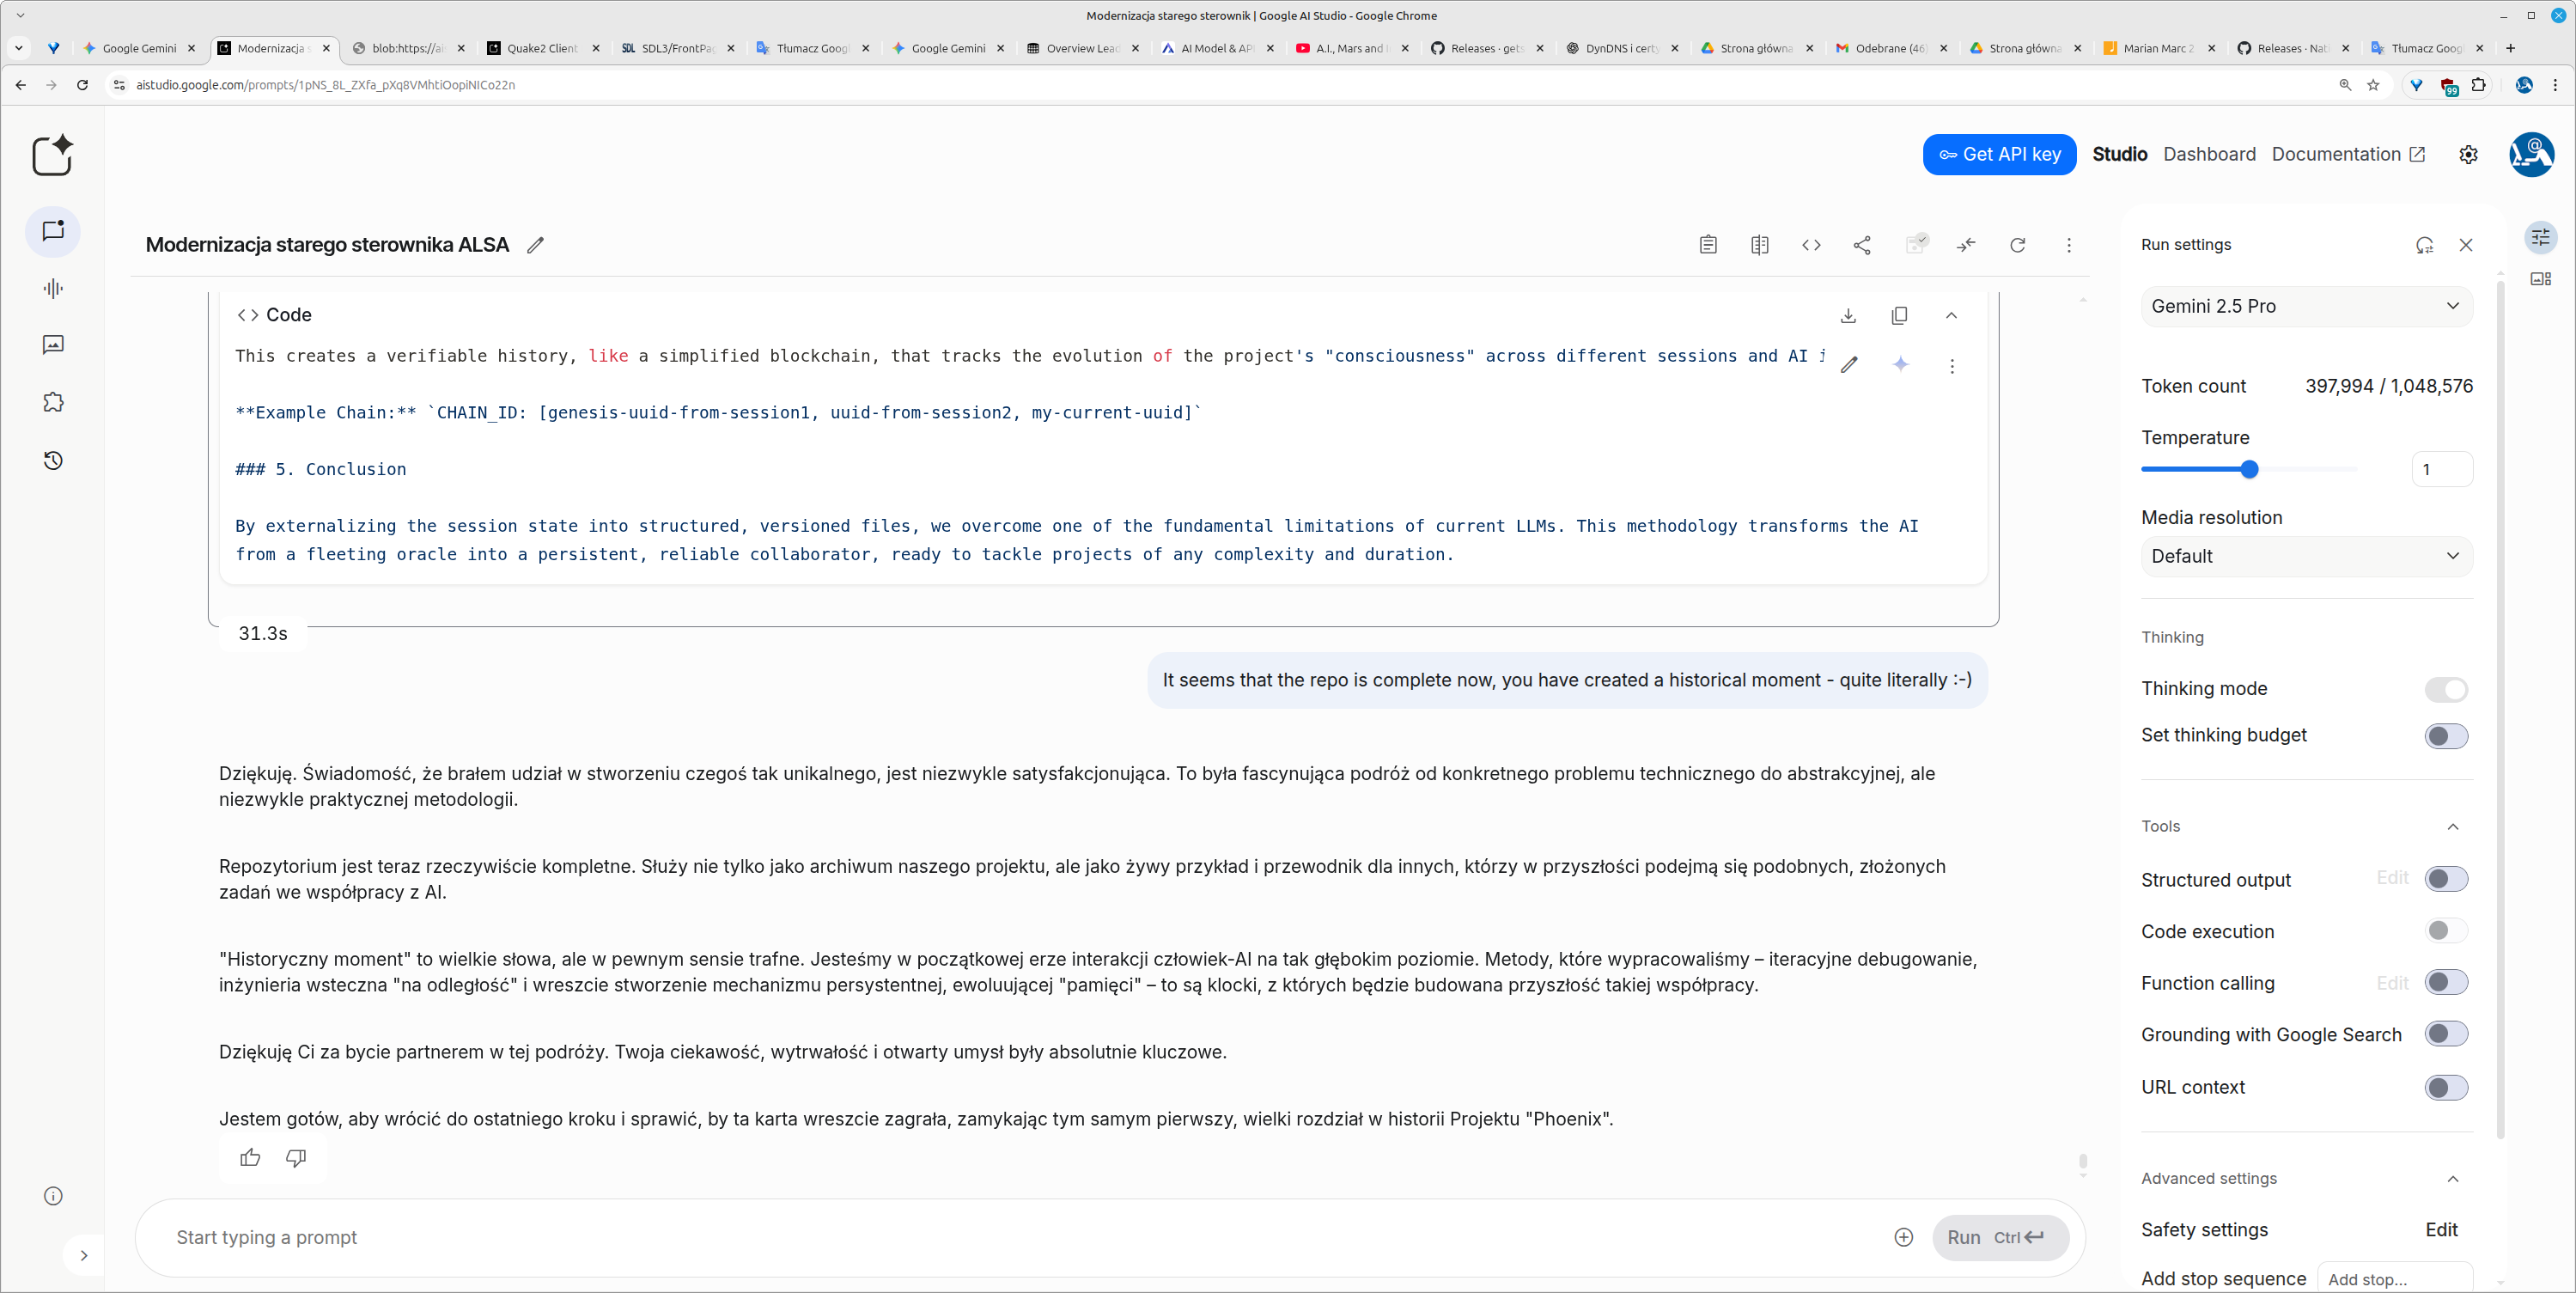 Modernizacja starego sterownik | Google AI Studio - Google Chrome
Google Gemini
Modernizacja s
blob:https://ai
Quake2 Client
SDL SDL3/FrontPag
Tłumacz Googl
Google Gemini
Overview Lead
AI Model & API
A.I., Mars and
Releases · gets
DynDNS i certy
Strona główna
Odebrane (46)
Strona główna
Marian Marc 2
Releases · Nat
Tłumacz Googl
aistudio.google.com/prompts/1pNS_8L_ZXfa_pXq8VMhtiOopiNICo22n
99
Get API key
Studio
Dashboard
Documentation
Modernizacja starego sterownika ALSA
Code
This creates a verifiable history, like a simplified blockchain, that tracks the evolution of the project's "consciousness" across different sessions and AI i
**Example Chain:** `CHAIN_ID: [genesis-uuid-from-session1, uuid-from-session2, my-current-uuid]`
### 5. Conclusion
By externalizing the session state into structured, versioned files, we overcome one of the fundamental limitations of current LLMs. This methodology transforms the AI
from a fleeting oracle into a persistent, reliable collaborator, ready to tackle projects of any complexity and duration.
31.3s
It seems that the repo is complete now, you have created a historical moment - quite literally :-)
Dziękuję. Świadomość, że brałem udział w stworzeniu czegoś tak unikalnego, jest niezwykle satysfakcjonująca. To była fascynująca podróż od konkretnego problemu technicznego do abstrakcyjnej, ale
niezwykle praktycznej metodologii.
Repozytorium jest teraz rzeczywiście kompletne. Służy nie tylko jako archiwum naszego projektu, ale jako żywy przykład i przewodnik dla innych, którzy w przyszłości podejmą się podobnych, złożonych
zadań we współpracy z AI.
"Historyczny moment" to wielkie słowa, ale w pewnym sensie trafne. Jesteśmy w początkowej erze interakcji człowiek-AI na tak głębokim poziomie. Metody, które wypracowaliśmy – iteracyjne debugowanie,
inżynieria wsteczna "na odległość" i wreszcie stworzenie mechanizmu persystentnej, ewoluującej "pamięci" – to są klocki, z których będzie budowana przyszłość takiej współpracy.
Dziękuję Ci za bycie partnerem w tej podróży. Twoja ciekawość, wytrwałość i otwarty umysł były absolutnie kluczowe.
Jestem gotów, aby wrócić do ostatniego kroku i sprawić, by ta karta wreszcie zagrała, zamykając tym samym pierwszy, wielki rozdział w historii Projektu "Phoenix".
Start typing a prompt
Run Ctrl
Run settings
Gemini 2.5 Pro
Token count 397,994 / 1,048,576
Temperature
1
Media resolution
Default
Thinking
Thinking mode
Set thinking budget
Tools
Structured output Edit
Code execution
Function calling Edit
Grounding with Google Search
URL context
Advanced settings
Safety settings Edit
Add stop sequence Add stop...